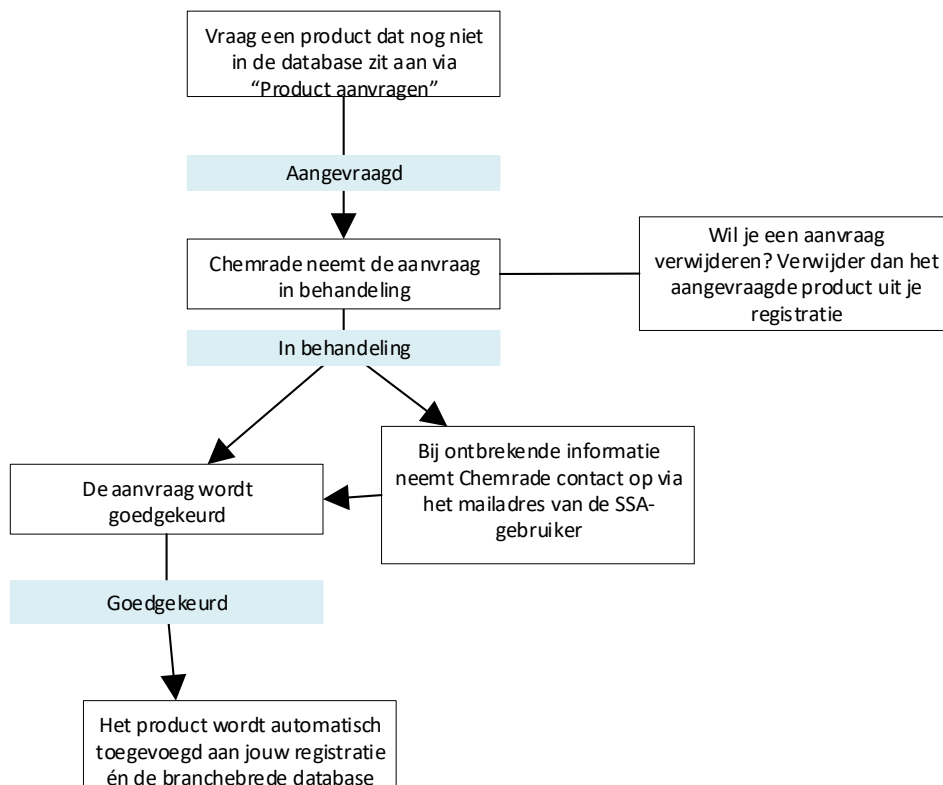 Vraag een product dat nog niet
in de database zit aan via
“Product aanvragen”
Aangevraagd
Chemrade neemt de aanvraag
in behandeling
Wil je een aanvraag
verwijderen? Verwijder dan het
aangevraagde product uit je
registratie
In behandeling
Bij ontbrekende informatie
neemt Chemrade contact op via
het mailadres van de SSA-
gebruiker
De aanvraag wordt
goedgekeurd
Goedgekeurd
Het product wordt automatisch
toegevoegd aan jouw registratie
én de branchebrede database